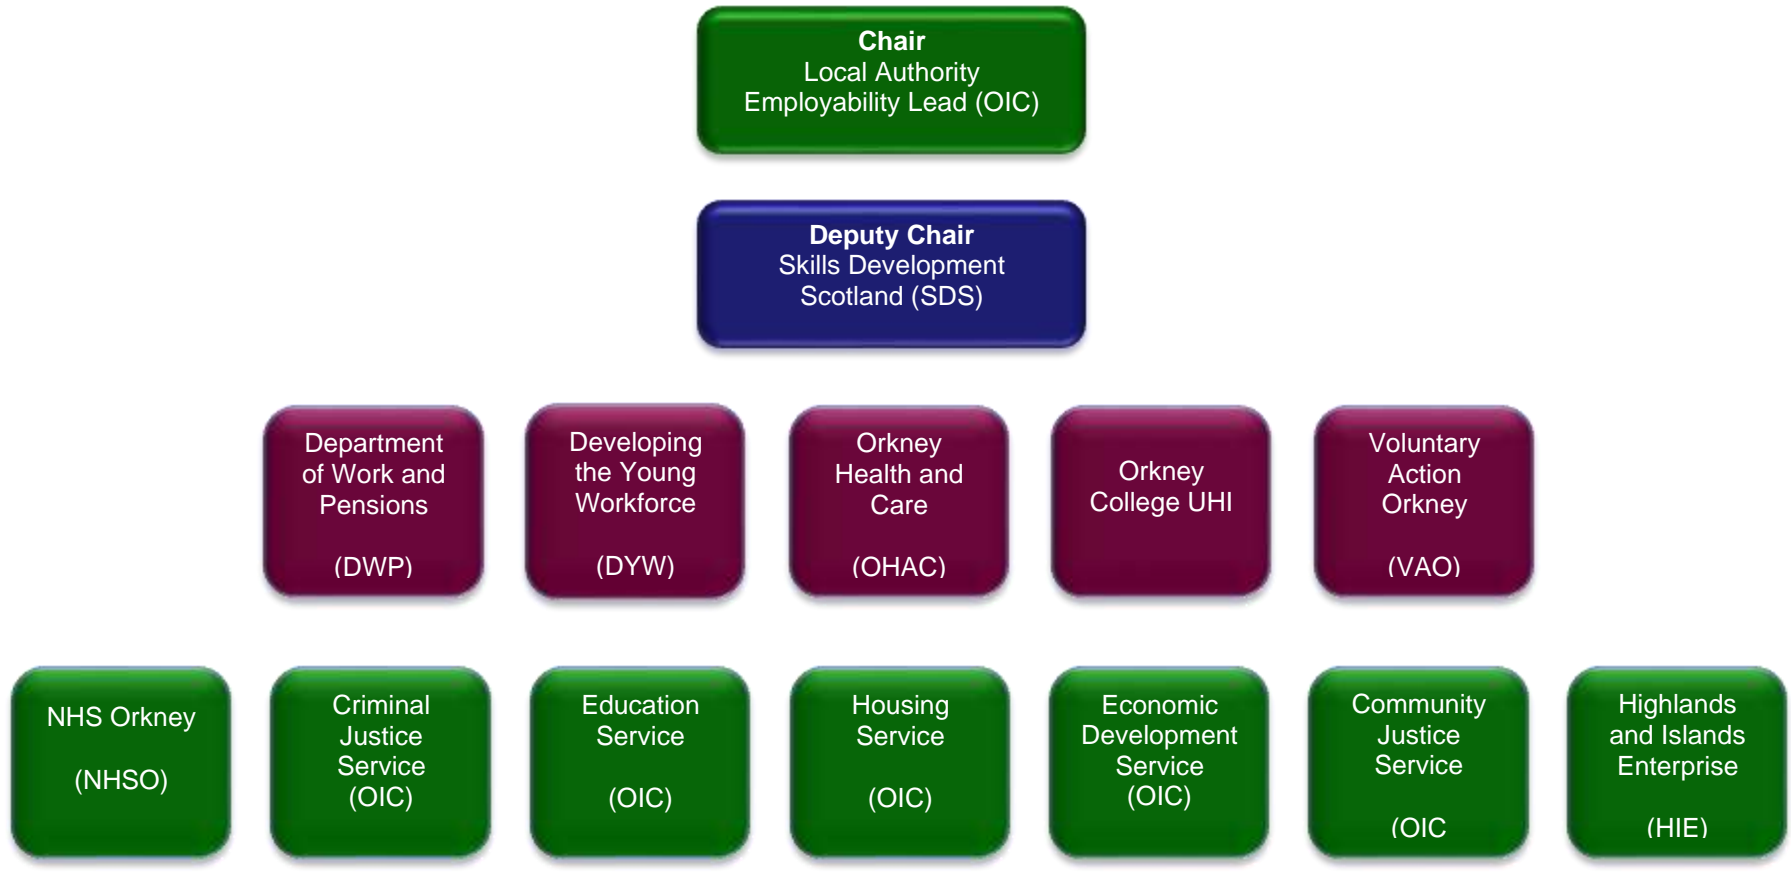 Chair
Local Authority
Employability Lead (OIC)
Deputy Chair
Skills Development
Scotland (SDS)
Department
of Work and
Pensions
(DWP)
Developing
the Young
Workforce
(DYW)
Orkney
Health and
Care
(OHAC)
Orkney
College UHI
Voluntary
Action
Orkney
(VAO)
NHS Orkney
(NHSO)
Criminal
Justice
Service
(OIC)
Education
Service
(OIC)
Housing
Service
(OIC)
Economic
Development
Service
(OIC)
Community
Justice
Service
(OIC
Highlands
and Islands
Enterprise
(HIE)